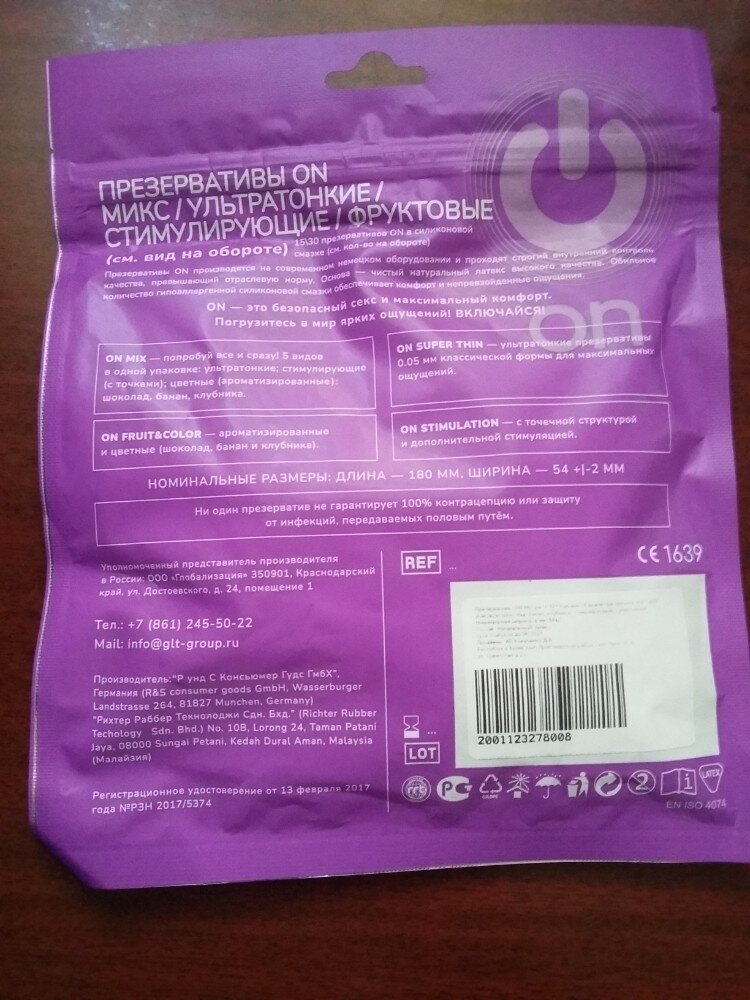 ПРЕЗЕРВАТИВЫ ON
МИКС / УЛЬТРАТОНКИЕ /
СТИМУЛИРУЮЩИЕ / ФРУКТОВЫЕ
(см. вид на обороте) 15\30 презервативов ON в силиконовой
смазке (см. кол-во на обороте)
Презервативы ON производятся на современном немецком оборудовании и проходят строгий внутренний контроль
качества, превышающий отраслевую норму. Основа — чистый натуральный латекс высокого качества. Обильное
количество гипоаллергенной силиконовой смазки обеспечивает комфорт и непревзойденные ощущения.
ON — это безопасный секс и максимальный комфорт.
Погрузитесь в мир ярких ощущений! ВКЛЮЧАЙСЯ!
on
ON MIX — попробуй все и сразу! 5 видов
в одной упаковке: ультратонкие; стимулирующие
(с точками); цветные (ароматизированные):
шоколад, банан, клубника.
ON SUPER THIN — ультратонкие презервативы
0.05 мм классической формы для максимальных
ощущений.
ON FRUIT&COLOR — ароматизированные
и цветные (шоколад, банан и клубника).
ON STIMULATION — с точечной структурой
и дополнительной стимуляцией.
НОМИНАЛЬНЫЕ РАЗМЕРЫ: ДЛИНА — 180 ММ, ШИРИНА — 54 +|-2 ММ
Ни один презерватив не гарантирует 100% контрацепцию или защиту
от инфекций, передаваемых половым путём.
Уполномоченный представитель производителя
в России: ООО «Глобализация» 350901, Краснодарский
край, ул. Достоевского, д. 24, помещение 1
Тел.: +7 (861) 245-50-22
Mail: info@glt-group.ru
Производитель:"Р унд С Консьюмер Гудс ГмбХ",
Германия (R&S consumer goods GmbH, Wasserburger
Landstrasse 264, 81827 Munchen, Germany)
"Рихтер Раббер Текнолоджи Сдн. Бхд." (Richter Rubber
Techology Sdn. Bhd.) No. 10B, Lorong 24, Taman Patani
Jaya, 08000 Sungai Petani, Kedah Dural Aman, Malaysia
(Малайзия)
Регистрационное удостоверение от 13 февраля 2017
года №РЗН 2017/5374
REF ...
CE 1639
2001123278008
...
LOT
РСТ
2
i
LATEX
EN ISO 4074